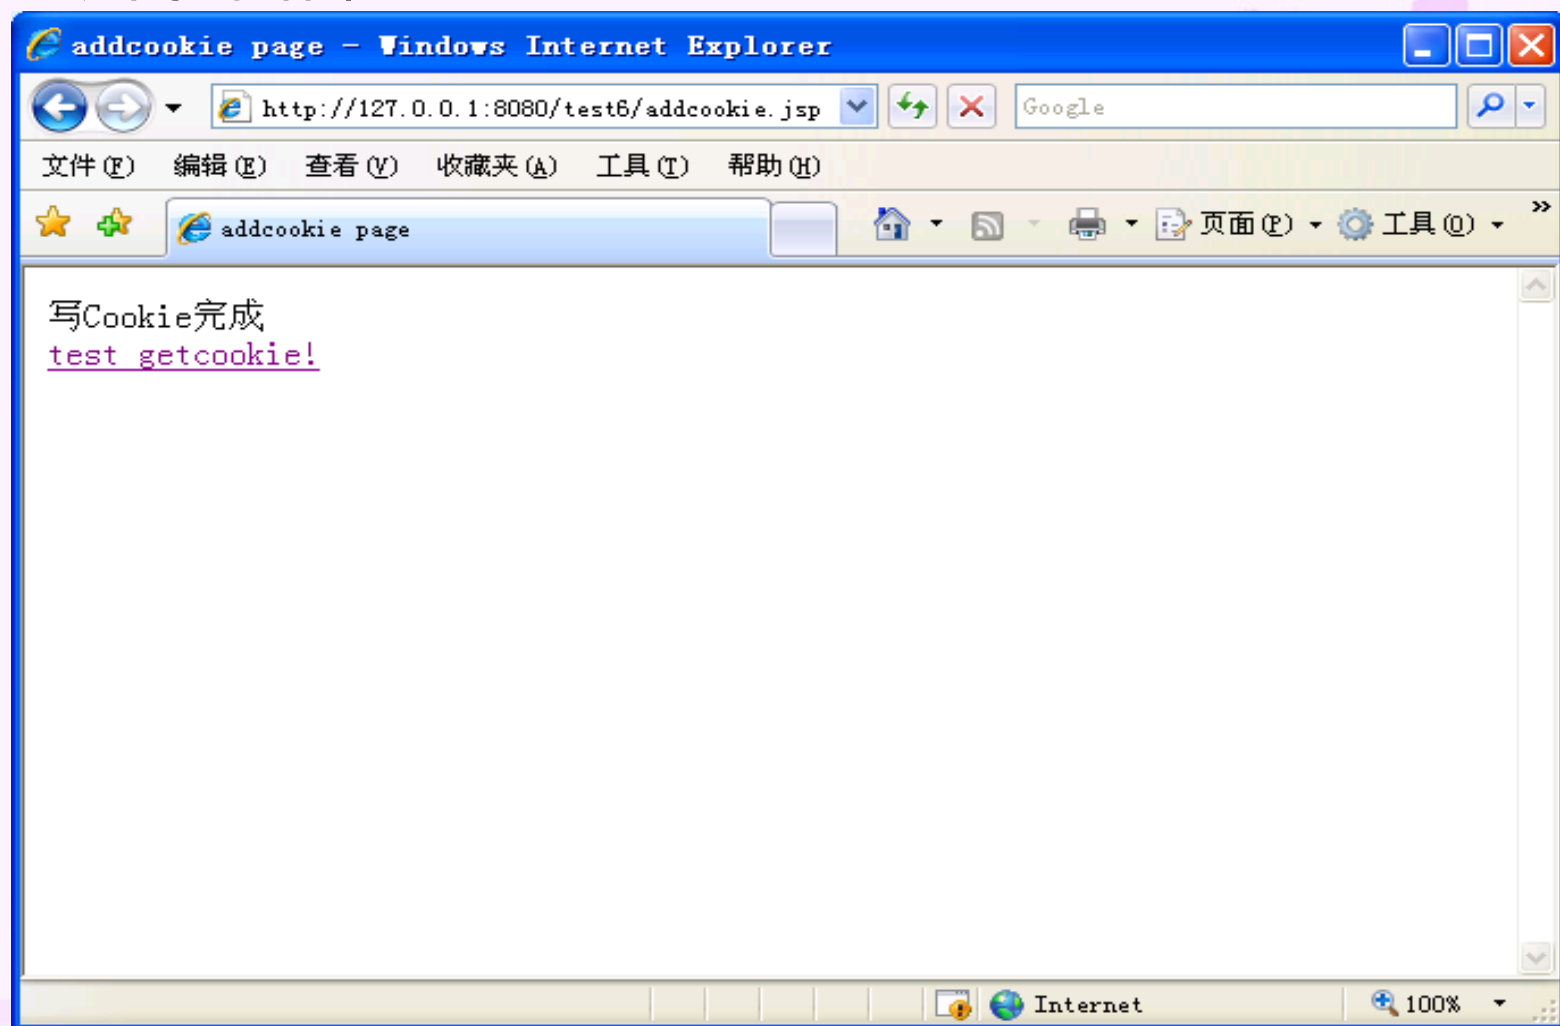 addcookie page - Windows Internet Explorer
http://127.0.0.1:8080/test6/addcookie.jsp
Google
文件(F) 编辑(E) 查看(V) 收藏夹(A) 工具(T) 帮助(H)
addcookie page
页面(P) 工具(O)
写Cookie完成
test getcookie!
Internet
100%